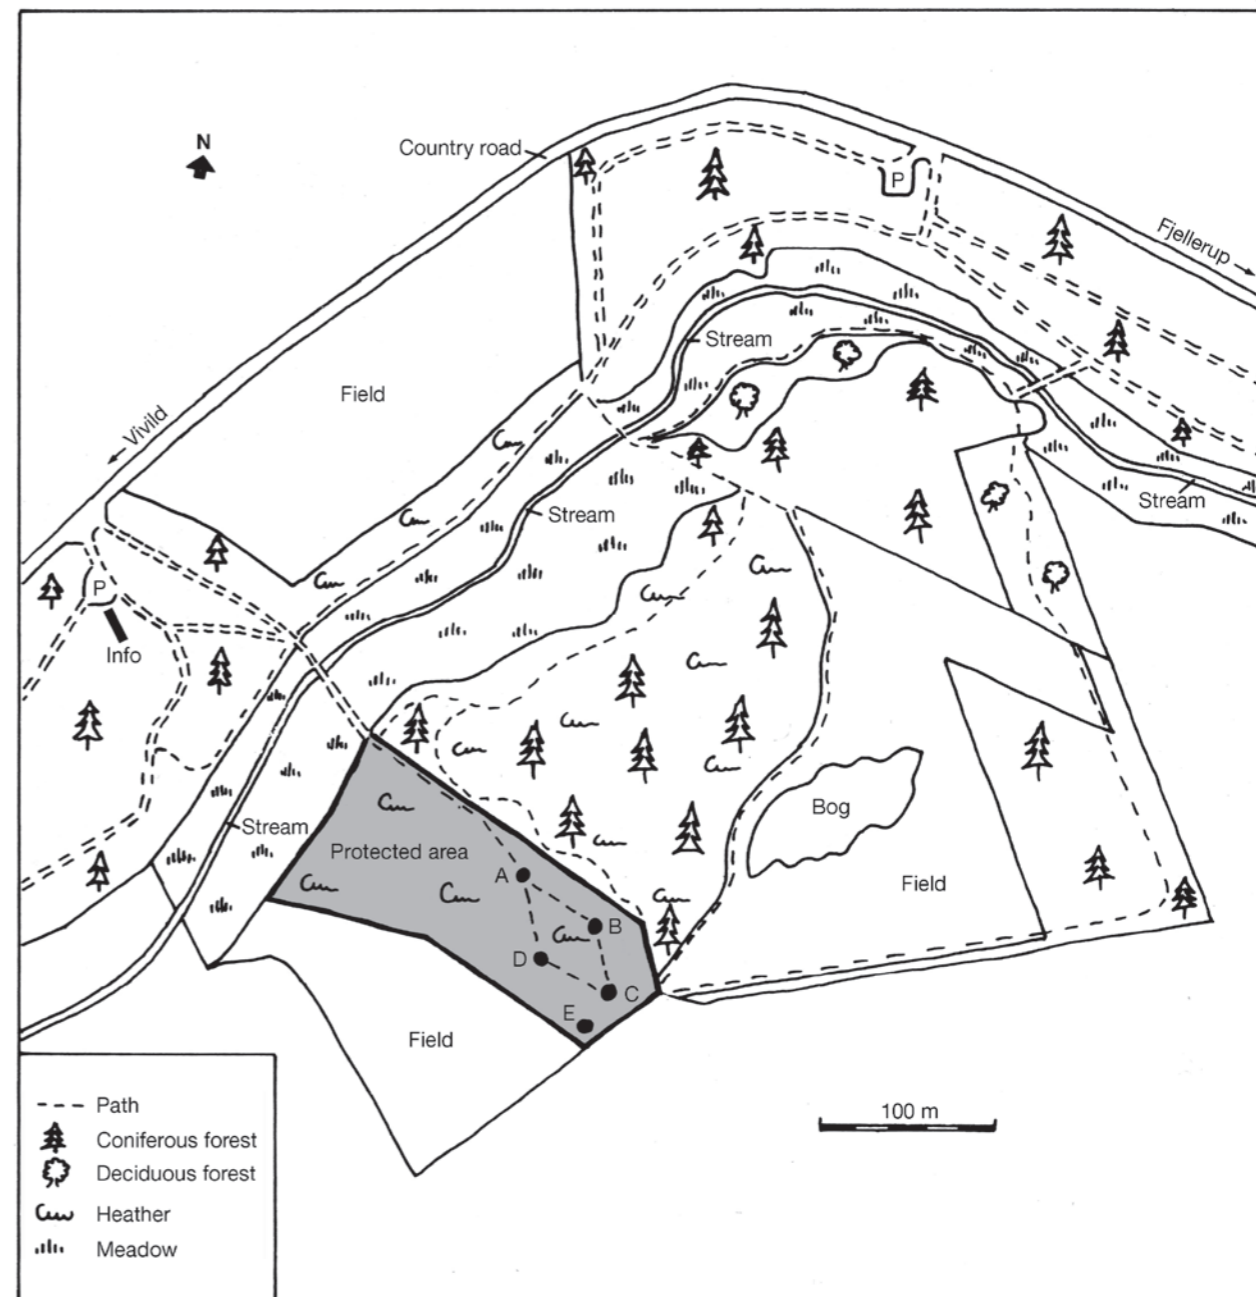 N
Country road
P
Fjellerup
Stream
Field
Vivild
Stream
Stream
P
Info
Stream
Bog
Protected area
A
Field
B
D
C
E
Field
100 m
Path
Coniferous forest
Deciduous forest
Heather
Meadow